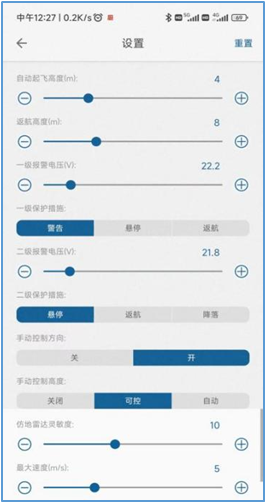 中午12:27 | 0.2K/s
5G 4G 69
设置 重置
自动起飞高度(m): 4
返航高度(m): 8
一级报警电压(V): 22.2
一级保护措施:
警告 悬停 返航
二级报警电压(V): 21.8
二级保护措施:
悬停 返航 降落
手动控制方向:
关 开
手动控制高度:
关闭 可控 自动
仿地雷达灵敏度: 10
最大速度(m/s): 5